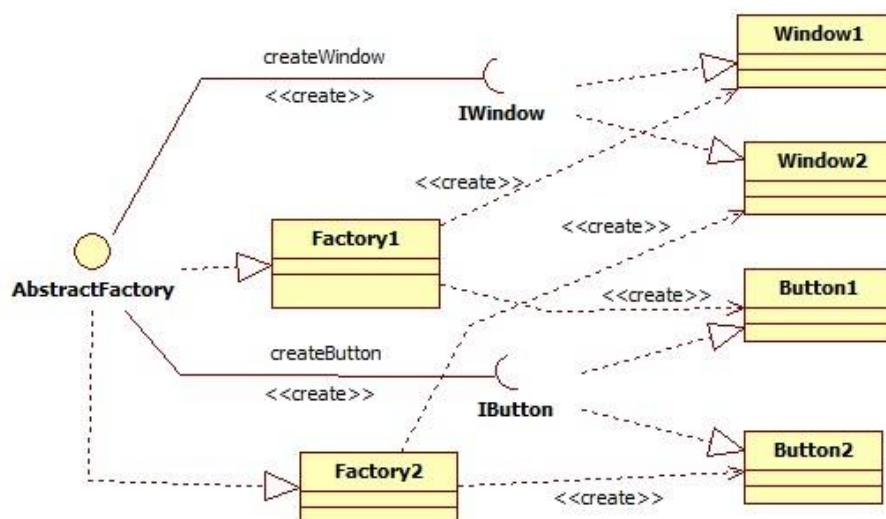 Window1
createWindow
<<create>>
IWindow
Window2
<<create>>
Factory1
<<create>>
AbstractFactory
Button1
<<create>>
createButton
<<create>>
IButton
Button2
Factory2
<<create>>